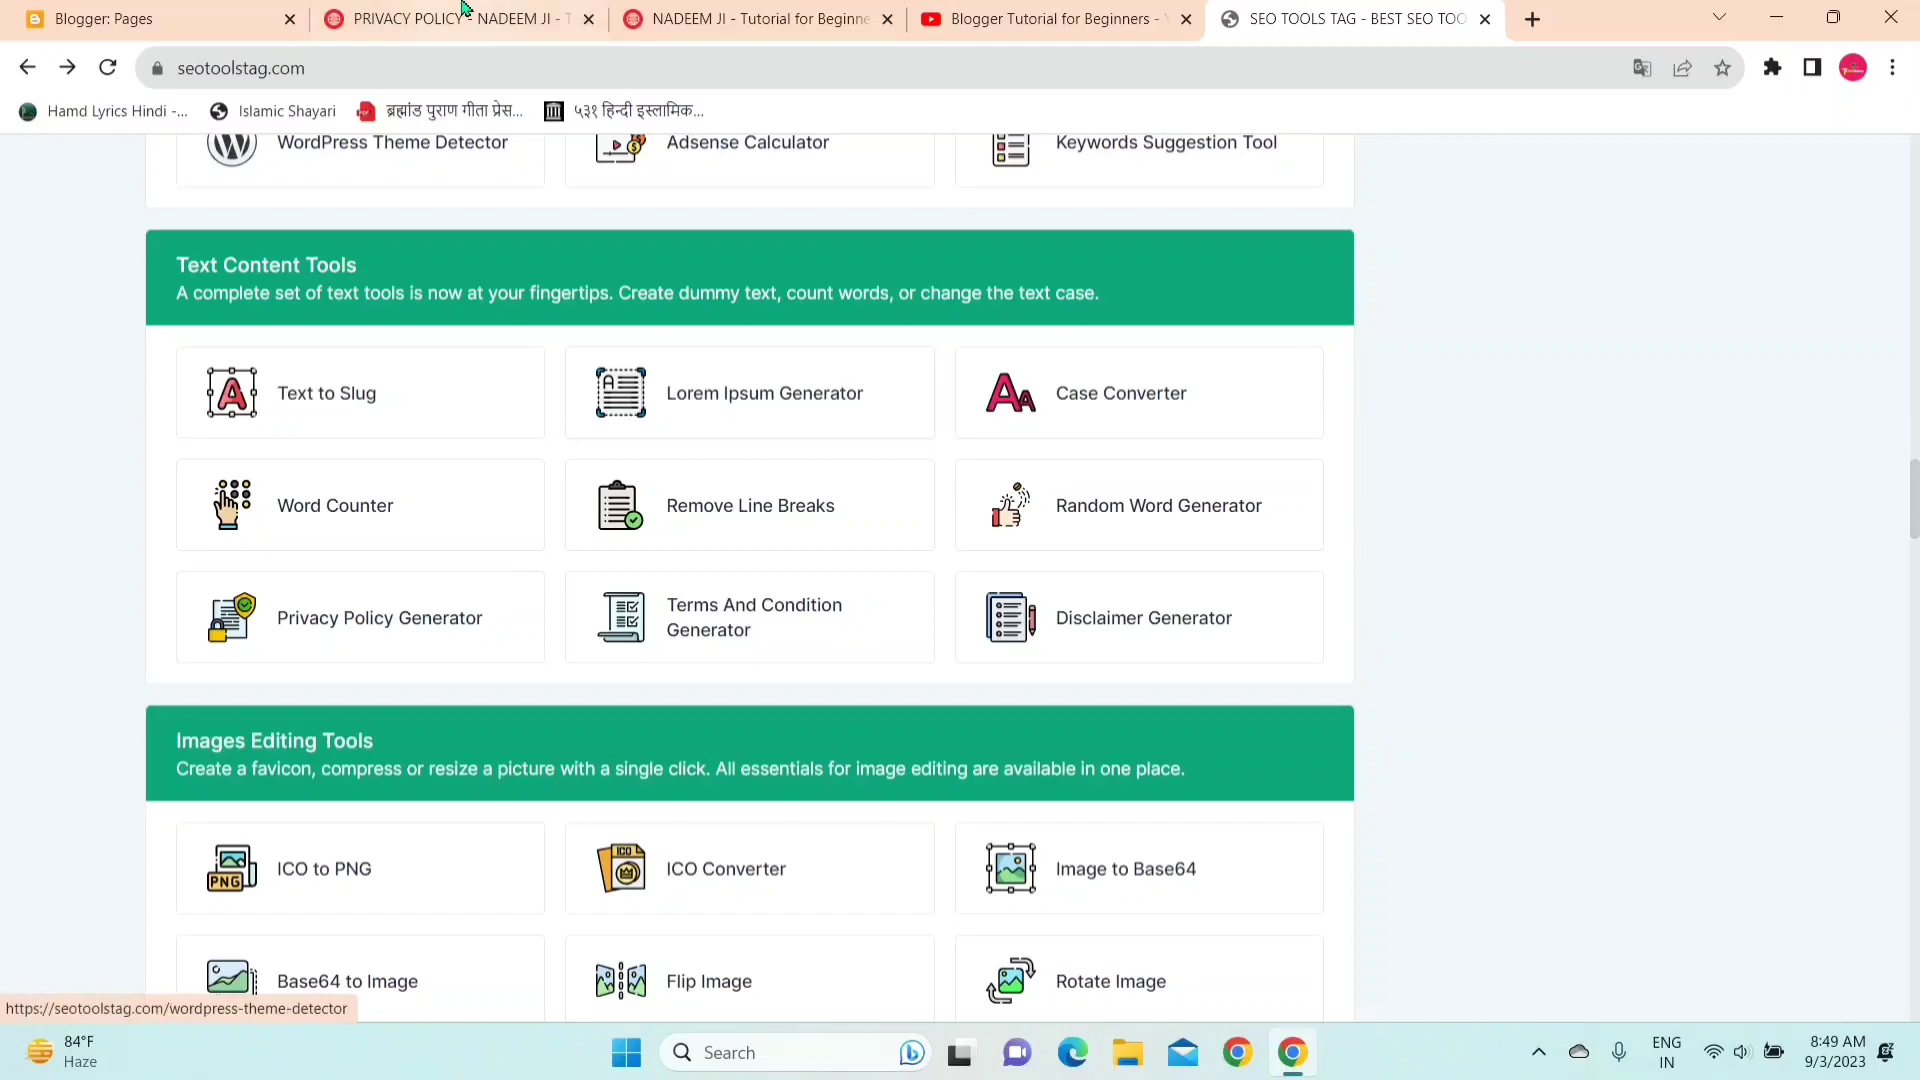 Blogger: Pages
PRIVACY POLICY - NADEEM JI - T
NADEEM JI - Tutorial for Beginne
Blogger Tutorial for Beginners -
SEO TOOLS TAG - BEST SEO TOO
seotoolstag.com
Hamd Lyrics Hindi -...
Islamic Shayari
ब्रह्मांड पुराण गीता प्रेस...
५३१ हिन्दी इस्लामिक...
WordPress Theme Detector
Adsense Calculator
Keywords Suggestion Tool
Text Content Tools
A complete set of text tools is now at your fingertips. Create dummy text, count words, or change the text case.
Text to Slug
Lorem Ipsum Generator
Case Converter
Word Counter
Remove Line Breaks
Random Word Generator
Privacy Policy Generator
Terms And Condition
Generator
Disclaimer Generator
Images Editing Tools
Create a favicon, compress or resize a picture with a single click. All essentials for image editing are available in one place.
PNG
ICO to PNG
ICO
ICO Converter
Image to Base64
Base64 to Image
Flip Image
Rotate Image
https://seotoolstag.com/wordpress-theme-detector
84°F
Haze
Search
ENG
IN
8:49 AM
9/3/2023